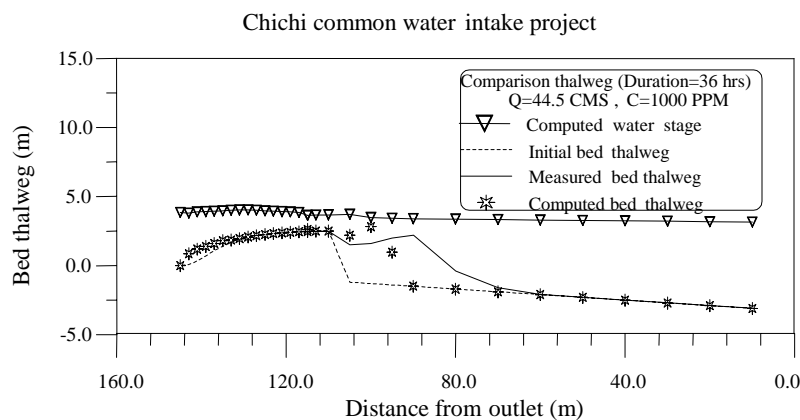 Chichi common water intake project
15.0
10.0
5.0
0.0
-5.0
Bed thalweg (m)
Comparison thalweg (Duration=36 hrs)
Q=44.5 CMS , C=1000 PPM
Computed water stage
Initial bed thalweg
Measured bed thalweg
Computed bed thalweg
160.0 120.0 80.0 40.0 0.0
Distance from outlet (m)